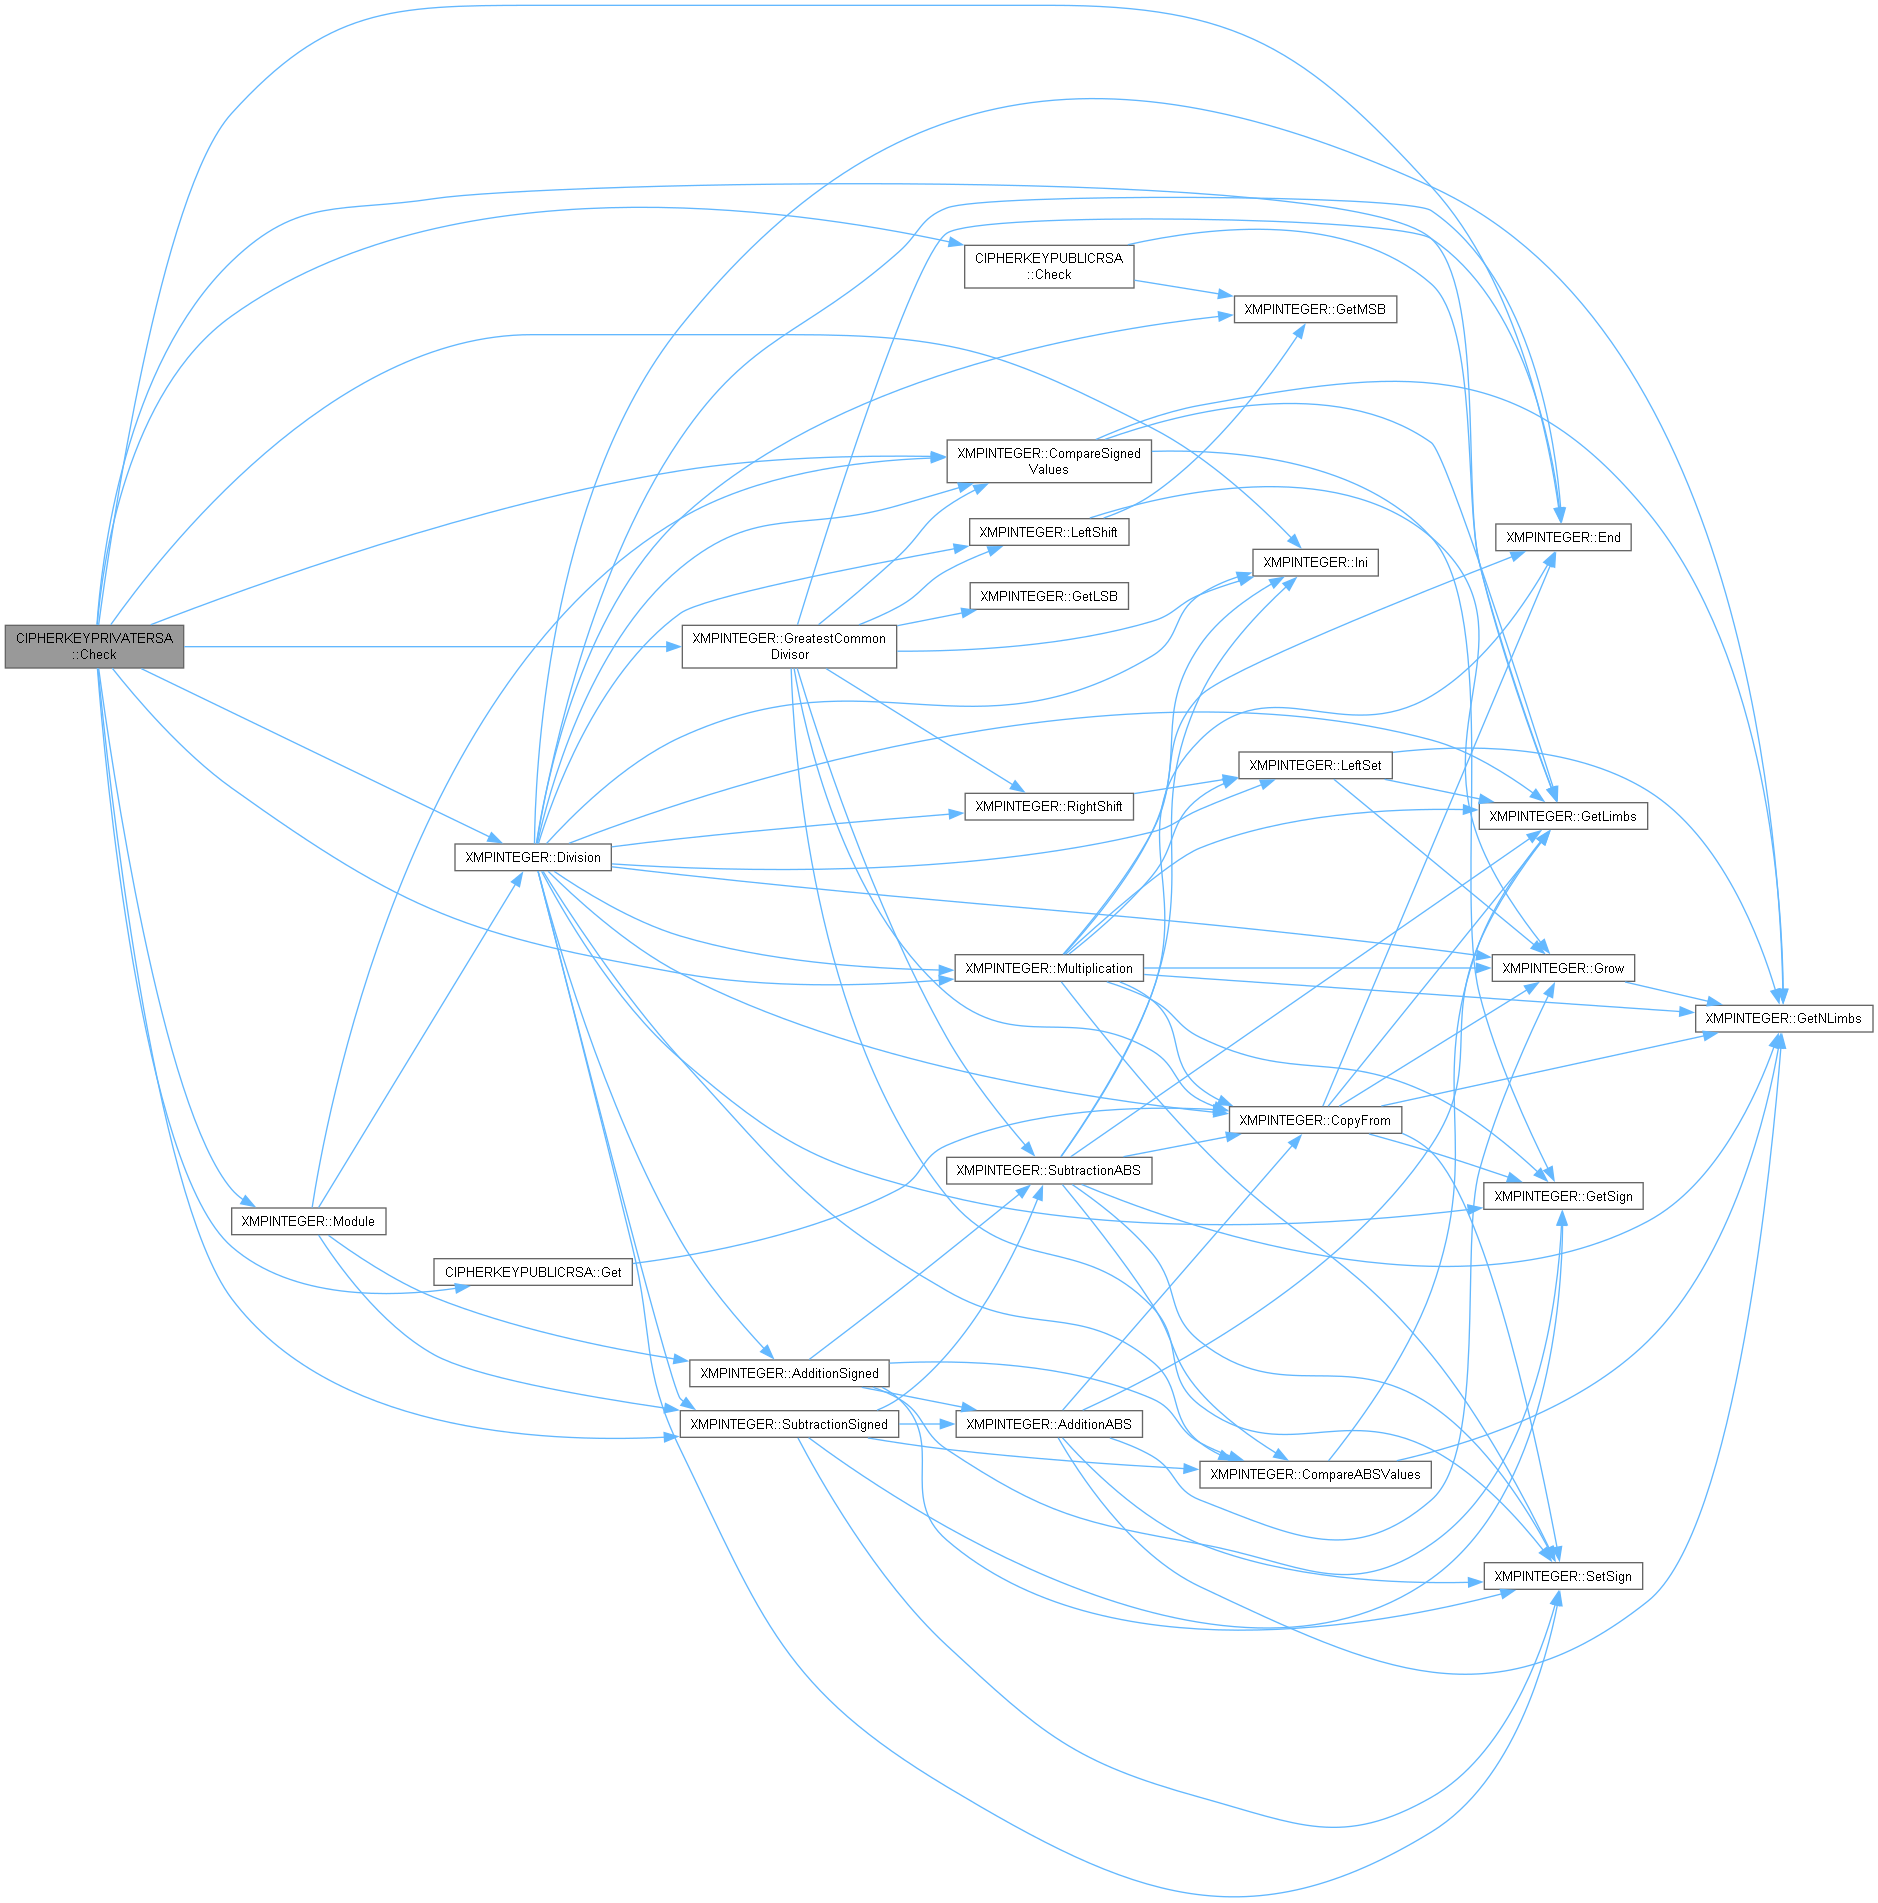 CIPHERKEYPUBLICRSA
::Check
XMPINTEGER::GetMSB
XMPINTEGER::CompareSigned
Values
XMPINTEGER::LeftShift
XMPINTEGER::End
XMPINTEGER::Ini
XMPINTEGER::GetLSB
CIPHERKEYPRIVATERSA
::Check
XMPINTEGER::GreatestCommon
Divisor
XMPINTEGER::LeftSet
XMPINTEGER::RightShift
XMPINTEGER::GetLimbs
XMPINTEGER::Division
XMPINTEGER::Multiplication
XMPINTEGER::Grow
XMPINTEGER::GetNLimbs
XMPINTEGER::CopyFrom
XMPINTEGER::SubtractionABS
XMPINTEGER::GetSign
XMPINTEGER::Module
CIPHERKEYPUBLICRSA::Get
XMPINTEGER::AdditionSigned
XMPINTEGER::SubtractionSigned
XMPINTEGER::AdditionABS
XMPINTEGER::CompareABSValues
XMPINTEGER::SetSign